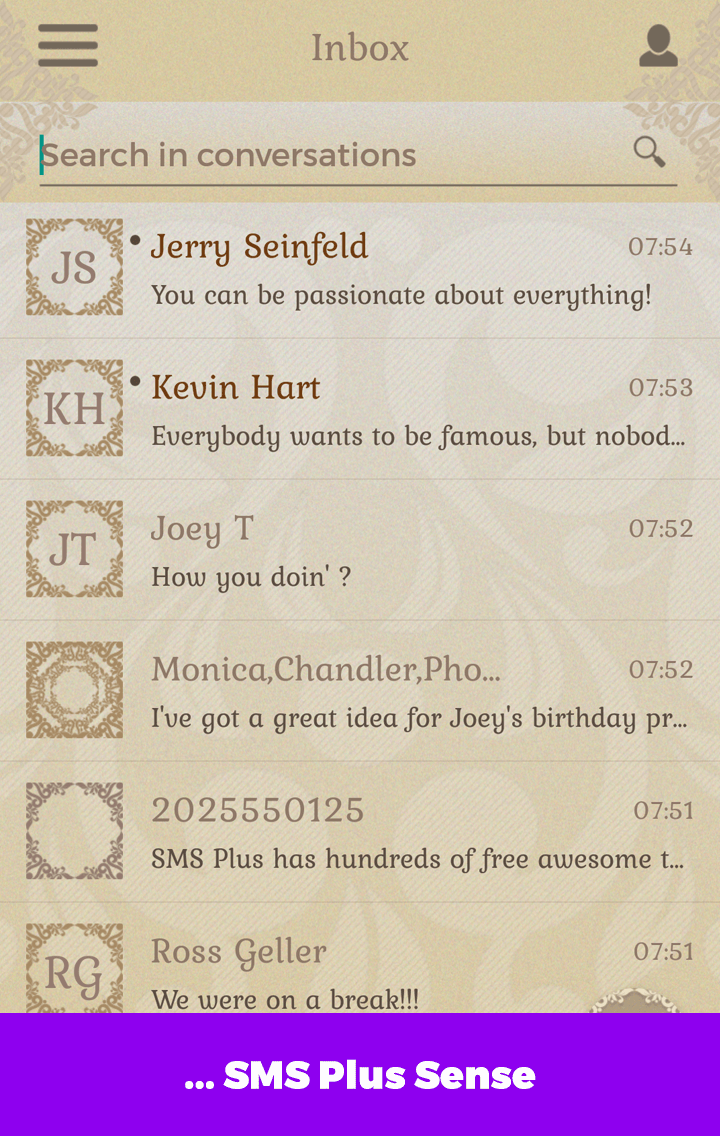 Inbox
Search in conversations
JS
Jerry Seinfeld
07:54
You can be passionate about everything!
KH
Kevin Hart
07:53
Everybody wants to be famous, but nobod...
JT
Joey T
07:52
How you doin' ?
Monica,Chandler,Pho...
07:52
I've got a great idea for Joey's birthday pr...
2025550125
07:51
SMS Plus has hundreds of free awesome t...
RG
Ross Geller
07:51
We were on a break!!!
... SMS Plus Sense